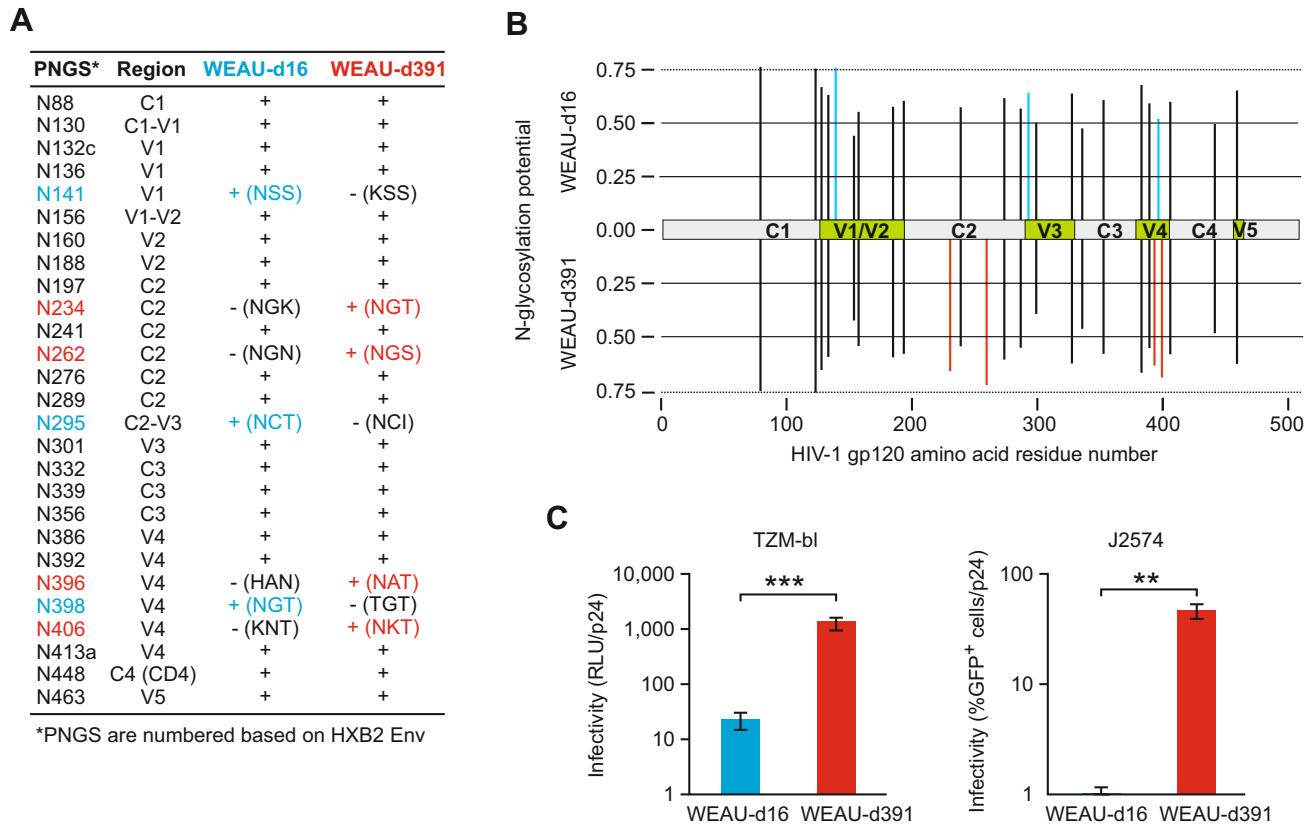 A
PNGS* Region WEAU-d16 WEAU-d391
N88 C1 + +
N130 C1-V1 + +
N132c V1 + +
N136 V1 + +
N141 V1 + (NSS) - (KSS)
N156 V1-V2 + +
N160 V2 + +
N188 V2 + +
N197 C2 + +
N234 C2 - (NGK) + (NGT)
N241 C2 + +
N262 C2 - (NGN) + (NGS)
N276 C2 + +
N289 C2 + +
N295 C2-V3 + (NCT) - (NCI)
N301 V3 + +
N332 C3 + +
N339 C3 + +
N356 C3 + +
N386 V4 + +
N392 V4 + +
N396 V4 - (HAN) + (NAT)
N398 V4 + (NGT) - (TGT)
N406 V4 - (KNT) + (NKT)
N413a V4 + +
N448 C4 (CD4) + +
N463 V5 + +
*PNGS are numbered based on HXB2 Env
B
N-glycosylation potential
WEAU-d16
WEAU-d391
0.75
0.50
0.25
0.00
0.25
0.50
0.75
C1 V1/V2 C2 V3 C3 V4 C4 V5
0 100 200 300 400 500
HIV-1 gp120 amino acid residue number
C
TZM-bl
Infectivity (RLU/p24)
10,000
1,000
100
10
1
***
WEAU-d16 WEAU-d391
J2574
Infectivity (%GFP+ cells/p24)
100
10
1
**
WEAU-d16 WEAU-d391